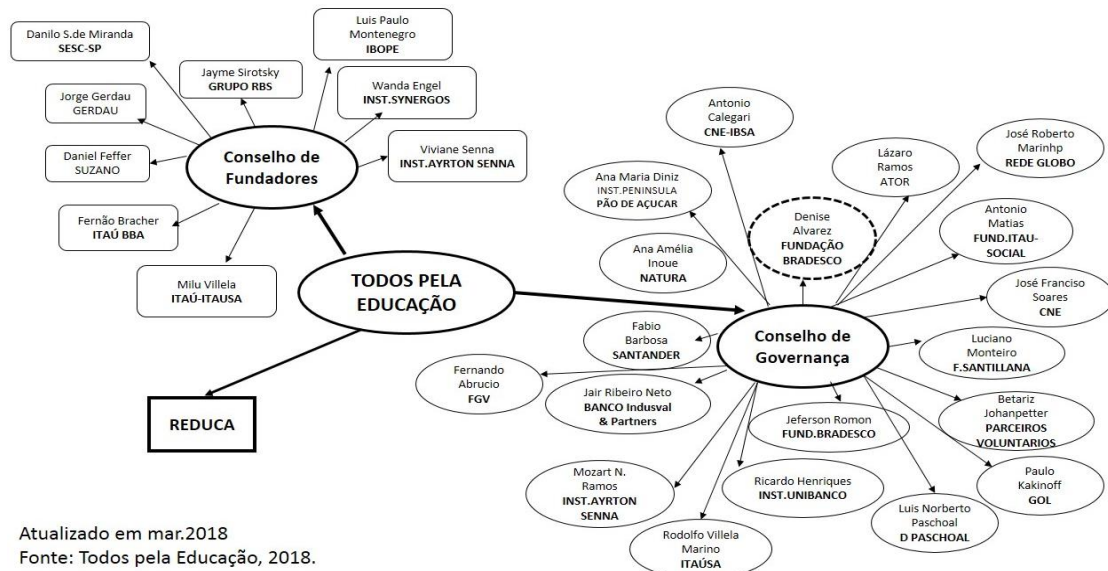 Danilo S.de Miranda
SESC-SP
Luis Paulo
Montenegro
IBOPE
Jayme Sirotsky
GRUPO RBS
Wanda Engel
INST.SYNERGOS
Jorge Gerdau
GERDAU
Viviane Senna
INST.AYRTON SENNA
Daniel Feffer
SUZANO
Conselho de
Fundadores
Fernão Bracher
ITAÚ BBA
Milu Villela
ITAÚ-ITAUSA
TODOS PELA
EDUCAÇÃO
REDUCA
Antonio
Calegari
CNE-IBSA
José Roberto
Marinhp
REDE GLOBO
Lázaro
Ramos
ATOR
Ana Maria Diniz
INST.PENINSULA
PÃO DE AÇUCAR
Denise
Alvarez
FUNDAÇÃO
BRADESCO
Antonio
Matias
FUND.ITAU-
SOCIAL
Ana Amélia
Inoue
NATURA
José Franciso
Soares
CNE
Fabio
Barbosa
SANTANDER
Conselho de
Governança
Luciano
Monteiro
F.SANTILLANA
Fernando
Abrucio
FGV
Jair Ribeiro Neto
BANCO Indusval
& Partners
Jeferson Romon
FUND.BRADESCO
Betariz
Johanpetter
PARCEIROS
VOLUNTARIOS
Mozart N.
Ramos
INST.AYRTON
SENNA
Ricardo Henriques
INST.UNIBANCO
Paulo
Kakinoff
GOL
Luis Norberto
Paschoal
D PASCHOAL
Rodolfo Villela
Marino
ITAÚSA
Atualizado em mar.2018
Fonte: Todos pela Educação, 2018.